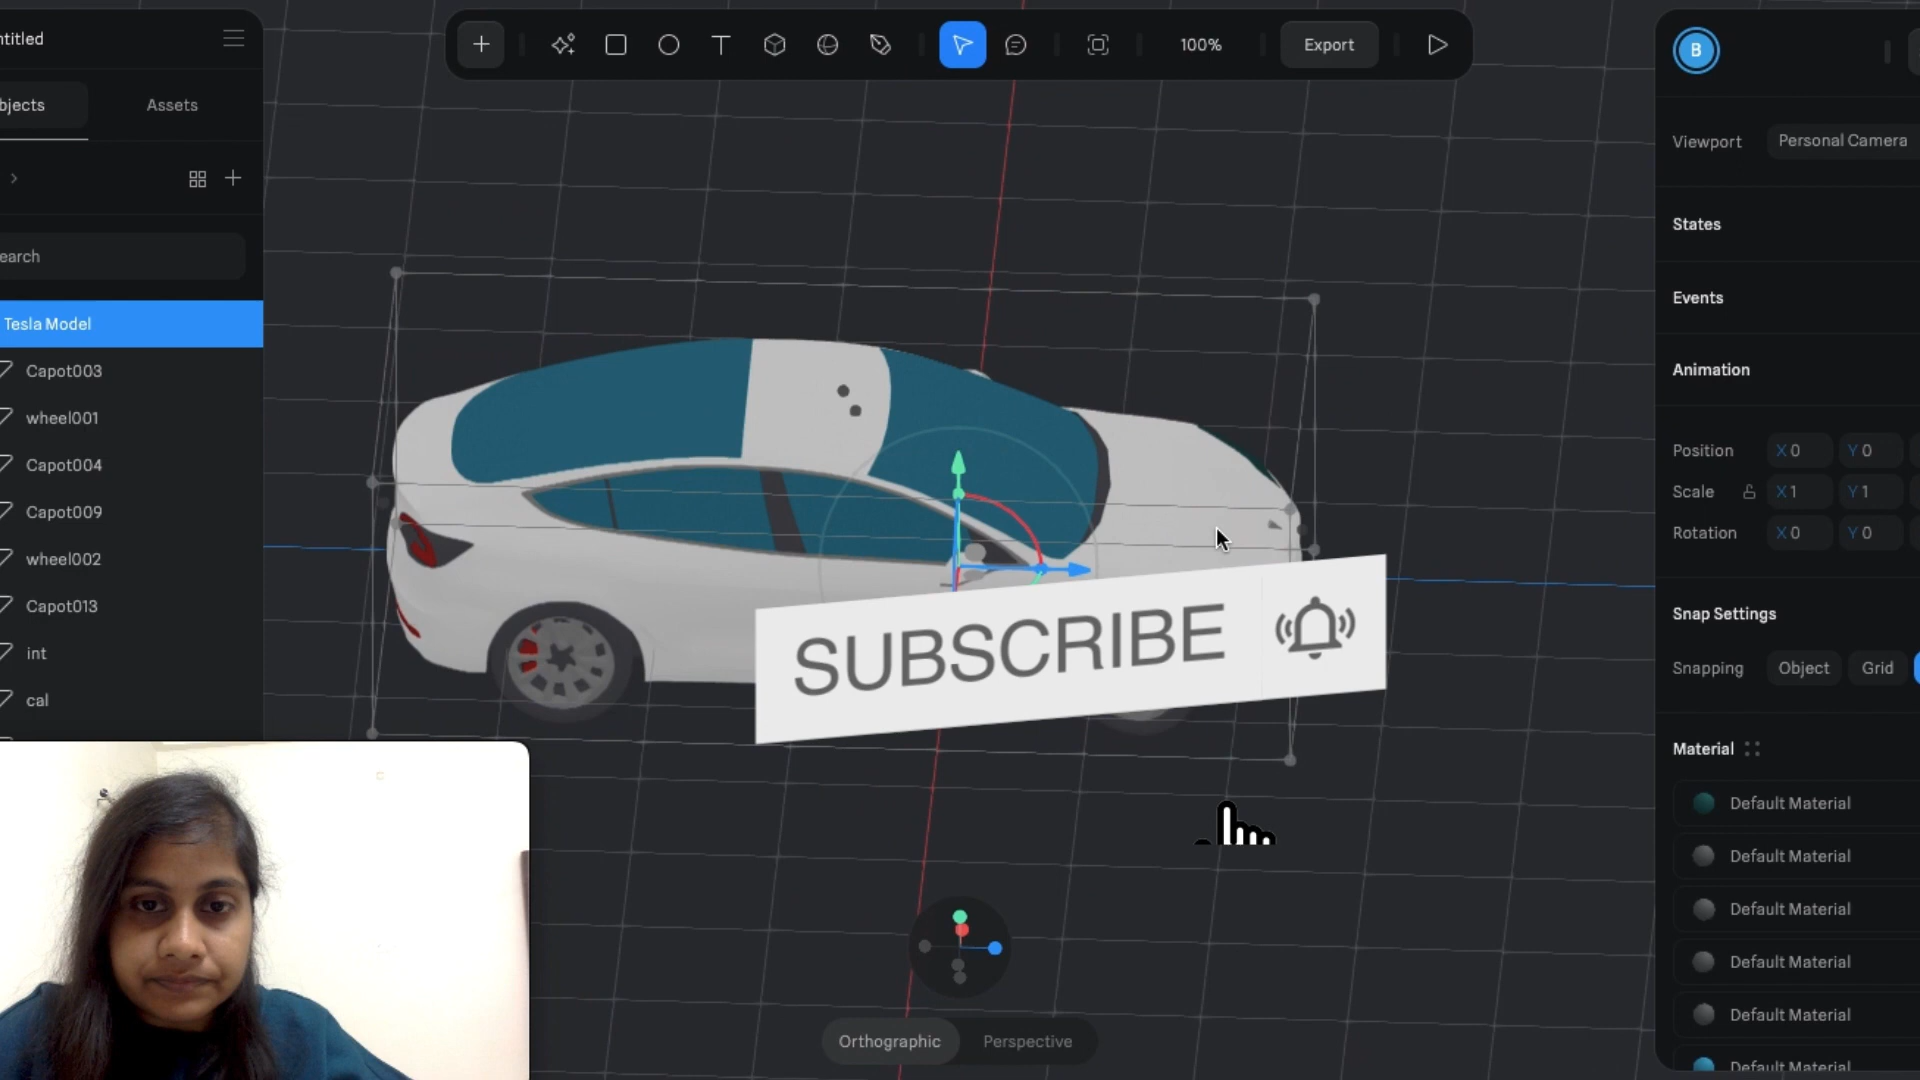 ntitled
bjects
Assets
earch
Tesla Model
Capot003
wheel001
Capot004
Capot009
wheel002
Capot013
int
cal
T
100%
Export
SUBSCRIBE
Orthographic
Perspective
B
Viewport
Personal Camera
States
Events
Animation
Position
X 0
Y 0
Scale
X 1
Y 1
Rotation
X 0
Y 0
Snap Settings
Snapping
Object
Grid
Material
Default Material
Default Material
Default Material
Default Material
Default Material
Default Material